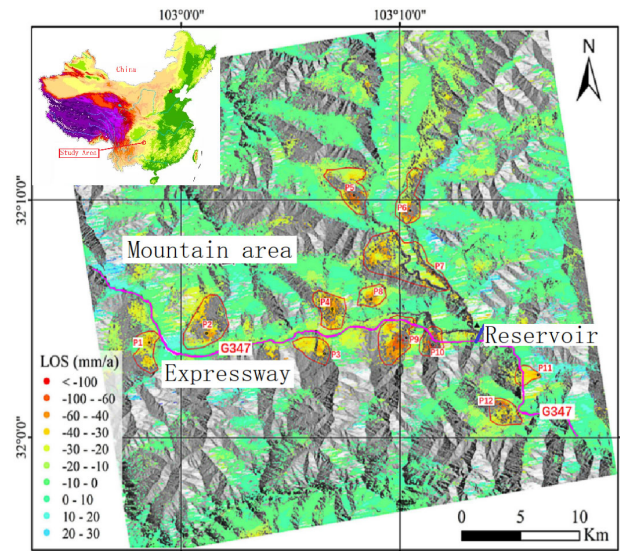 103°0'0" 103°10'0"
China
Study Area
N
32°10'0"
P5
P6
Mountain area
P7
P8
P4
P2
G347
P1
P9
P10
Reservoir
P3
Expressway
P11
P12
G347
32°0'0"
LOS (mm/a)
< -100
-100 - -60
-60 - -40
-40 - -30
-30 - -20
-20 - -10
-10 - 0
0 - 10
10 - 20
20 - 30
0 5 10
Km